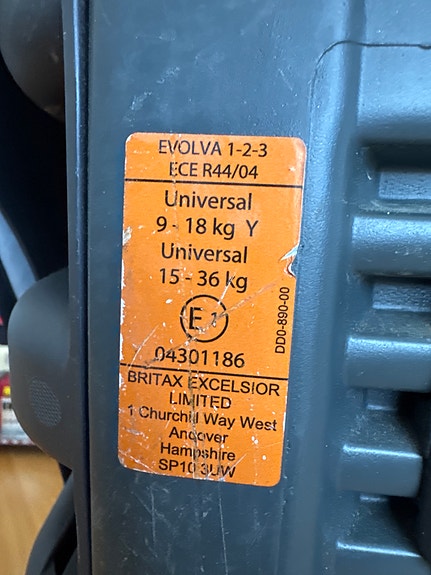 EVOLVA 1-2-3
ECE R44/04
Universal
9 - 18 kg Y
Universal
15 - 36 kg
E 1
04301186
DD0-890-00
BRITAX EXCELSIOR
LIMITED
1 Churchill Way West
Andover
Hampshire
SP10 3UW